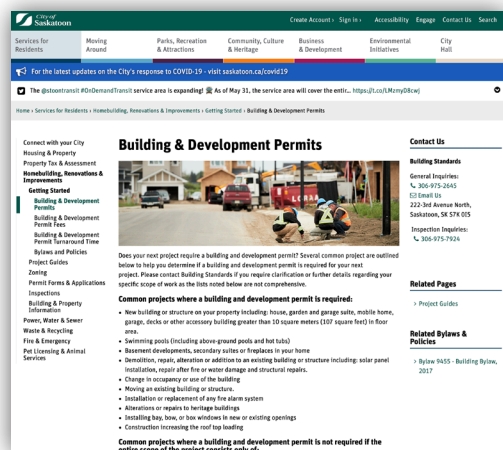 City of
Saskatoon
Create Account › Sign in › Accessibility Engage Contact Us Search
Services for
Residents
Moving
Around
Parks, Recreation
& Attractions
Community, Culture
& Heritage
Business
& Development
Environmental
Initiatives
City
Hall
For the latest updates on the City's response to COVID-19 - visit saskatoon.ca/covid19
The @stoontransit #OnDemandTransit service area is expanding! As of May 31, the service area will cover the entir... https://t.co/LMzmyD8cwj
Home › Services for Residents › Homebuilding, Renovations & Improvements › Getting Started › Building & Development Permits
Connect with your City
Housing & Property
Property Tax & Assessment
Homebuilding, Renovations &
Improvements
Getting Started
Building & Development
Permits
Building & Development
Permit Fees
Building & Development
Permit Turnaround Time
Bylaws and Policies
Project Guides
Zoning
Permit Forms & Applications
Inspections
Building & Property
Information
Power, Water & Sewer
Waste & Recycling
Fire & Emergency
Pet Licensing & Animal
Services
Building & Development Permits
Does your next project require a building and development permit? Several common project are outlined
below to help you determine if a building and development permit is required for your next
project. Please contact Building Standards if you require clarification or further details regarding your
specific scope of work as the lists noted below are not comprehensive.
Common projects where a building and development permit is required:
• New building or structure on your property including: house, garden and garage suite, mobile home,
garage, decks or other accessory building greater than 10 square meters (107 square feet) in floor
area.
• Swimming pools (including above-ground pools and hot tubs)
• Basement developments, secondary suites or fireplaces in your home
• Demolition, repair, alteration or addition to an existing building or structure including: solar panel
installation, repair after fire or water damage and structural repairs.
• Change in occupancy or use of the building
• Moving an existing building or structure.
• Installation or replacement of any fire alarm system
• Alterations or repairs to heritage buildings
• Installing bay, bow, or box windows in new or existing openings
• Construction increasing the roof top loading
Common projects where a building and development permit is not required if the
entire scope of the project consists only of:
Contact Us
Building Standards
General Inquiries:
306-975-2645
Email Us
222-3rd Avenue North,
Saskatoon, SK S7K 0J5
Inspection Inquiries:
306-975-7924
Related Pages
› Project Guides
Related Bylaws &
Policies
› Bylaw 9455 - Building Bylaw,
2017